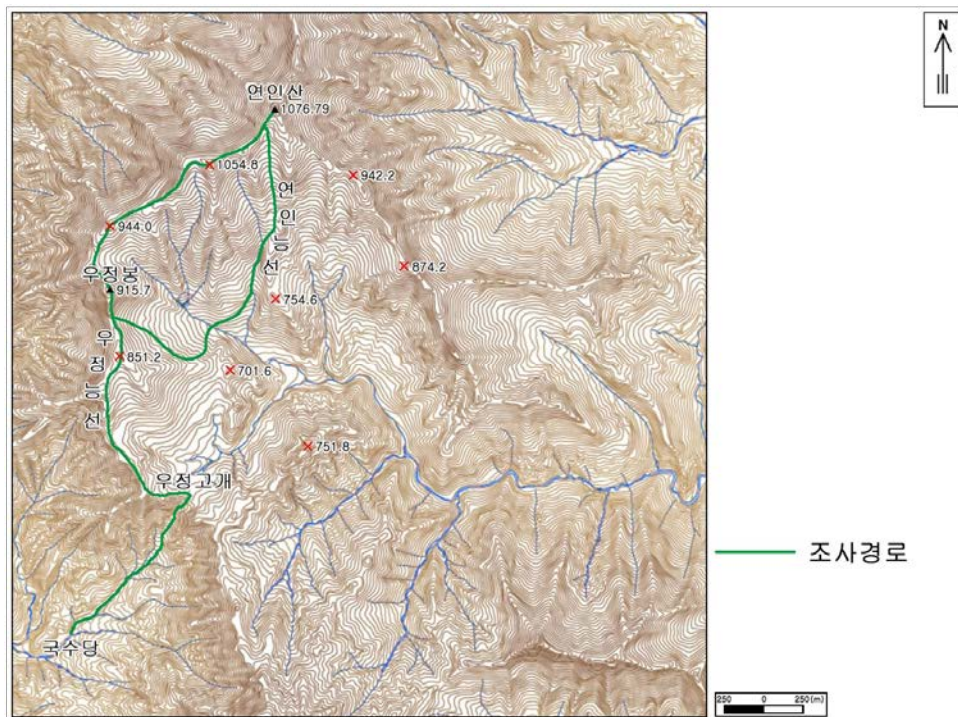 N
연인산
1076.79
1054.8
942.2
연인능선
944.0
874.2
우정봉
915.7
754.6
우정능선
851.2
701.6
751.8
우정고개
조사경로
국수당
250 0 250(m)